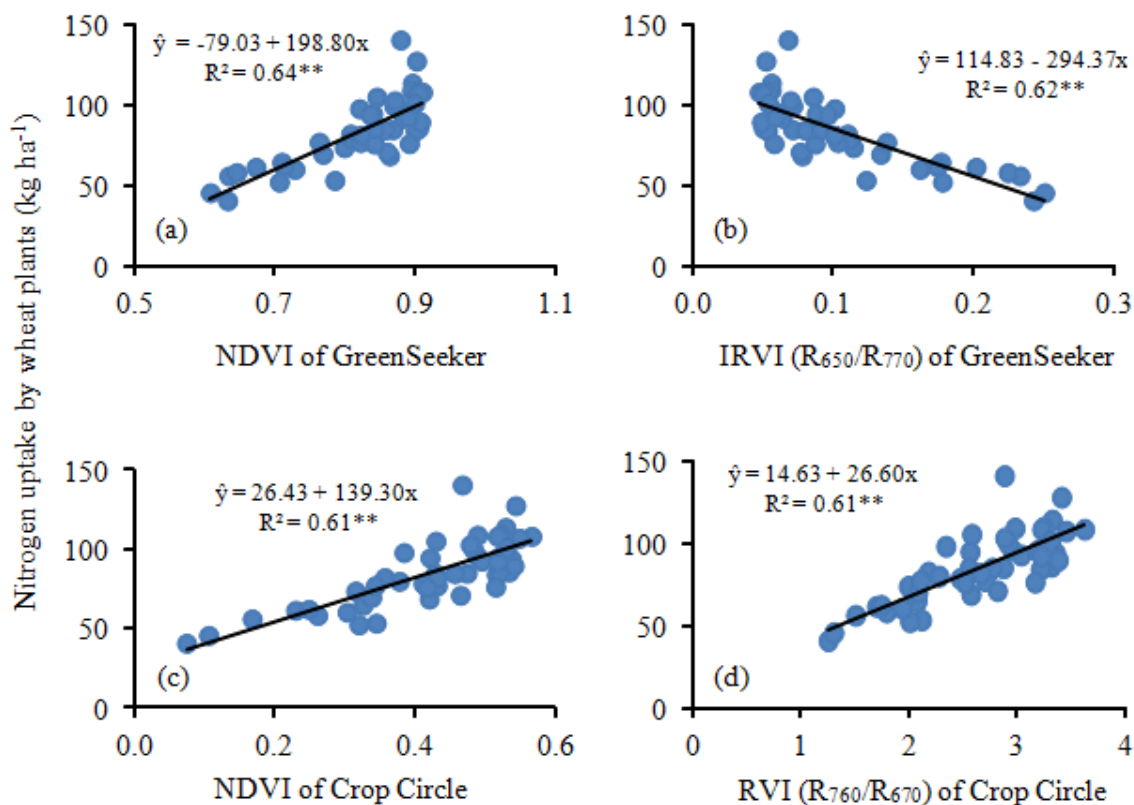 Nitrogen uptake by wheat plants (kg ha⁻¹)
150
100
50
0
ŷ = -79.03 + 198.80x
R² = 0.64**
(a)
0.5 0.7 0.9 1.1
NDVI of GreenSeeker
150
100
50
0
ŷ = 114.83 - 294.37x
R² = 0.62**
(b)
0.0 0.1 0.2 0.3
IRVI (R₆₅₀/R₇₇₀) of GreenSeeker
150
100
50
0
ŷ = 26.43 + 139.30x
R² = 0.61**
(c)
0.0 0.2 0.4 0.6
NDVI of Crop Circle
150
100
50
0
ŷ = 14.63 + 26.60x
R² = 0.61**
(d)
0 1 2 3 4
RVI (R₇₆₀/R₆₇₀) of Crop Circle